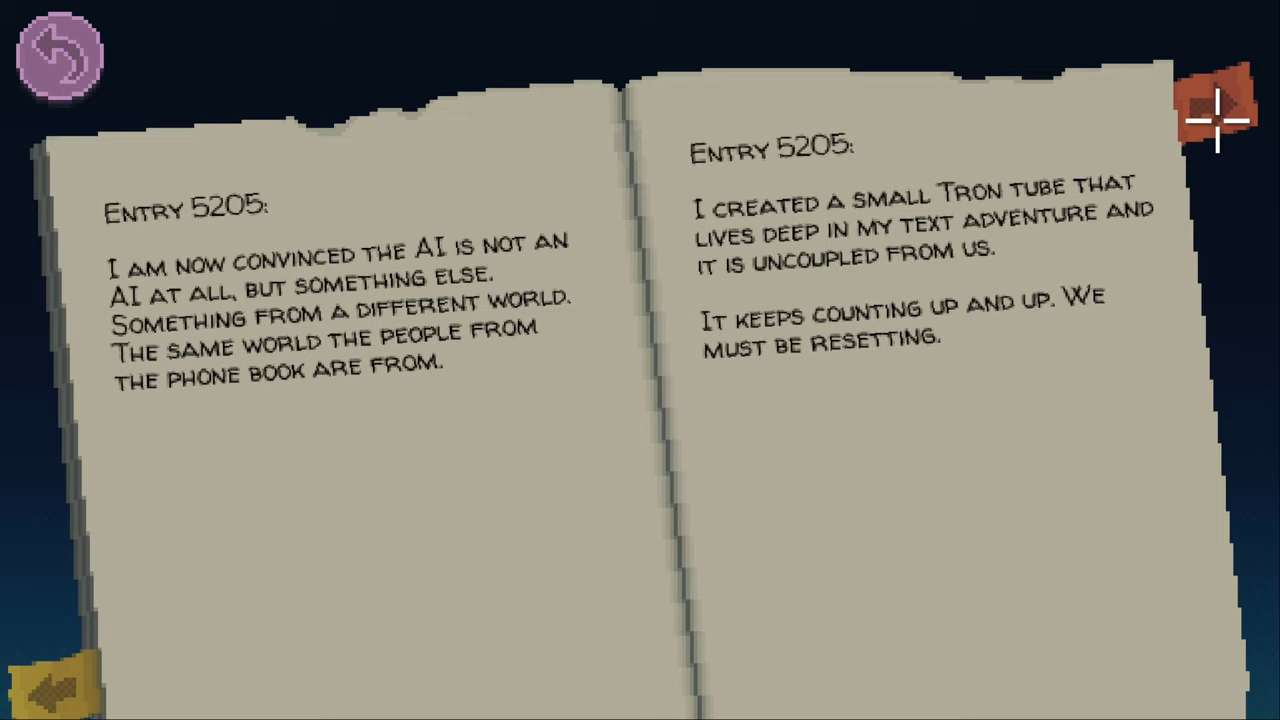 Entry 5205:
I am now convinced the AI is not an
AI at all, but something else.
Something from a different world.
The same world the people from
the phone book are from.
Entry 5205:
I created a small Tron tube that
lives deep in my text adventure and
it is uncoupled from us.
It keeps counting up and up. We
must be resetting.